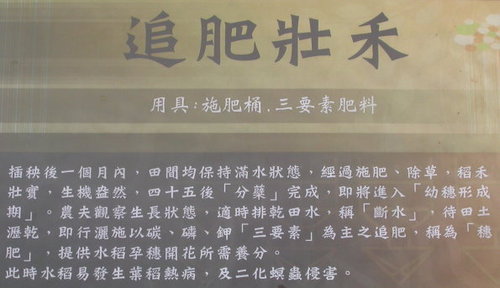 追肥壯禾
用具:施肥桶.三要素肥料
插秧後一個月內，田間均保持滿水狀態，經過施肥、除草，稻禾
壯實，生機盎然，四十五後「分蘗」完成，即將進入「幼穗形成
期」。農夫觀察生長狀態，適時排乾田水，稱「斷水」，待田土
瀝乾，即行灑施以碳、磷、鉀「三要素」為主之追肥，稱為「穗
肥」，提供水稻孕穗開花所需養分。
此時水稻易發生葉稻熱病，及二化螟蟲侵害。